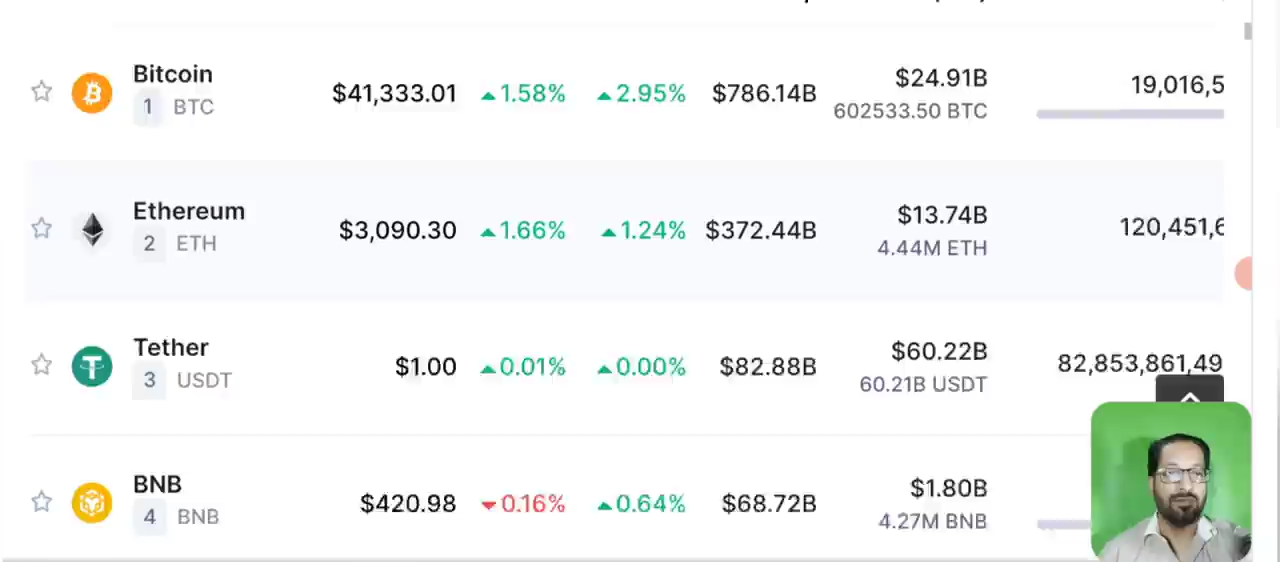 Bitcoin
1 BTC
$41,333.01 1.58% 2.95% $786.14B
$24.91B
602533.50 BTC
19,016,5
Ethereum
2 ETH
$3,090.30 1.66% 1.24% $372.44B
$13.74B
4.44M ETH
120,451,6
Tether
3 USDT
$1.00 0.01% 0.00% $82.88B
$60.22B
60.21B USDT
82,853,861,49
BNB
4 BNB
$420.98 0.16% 0.64% $68.72B
$1.80B
4.27M BNB